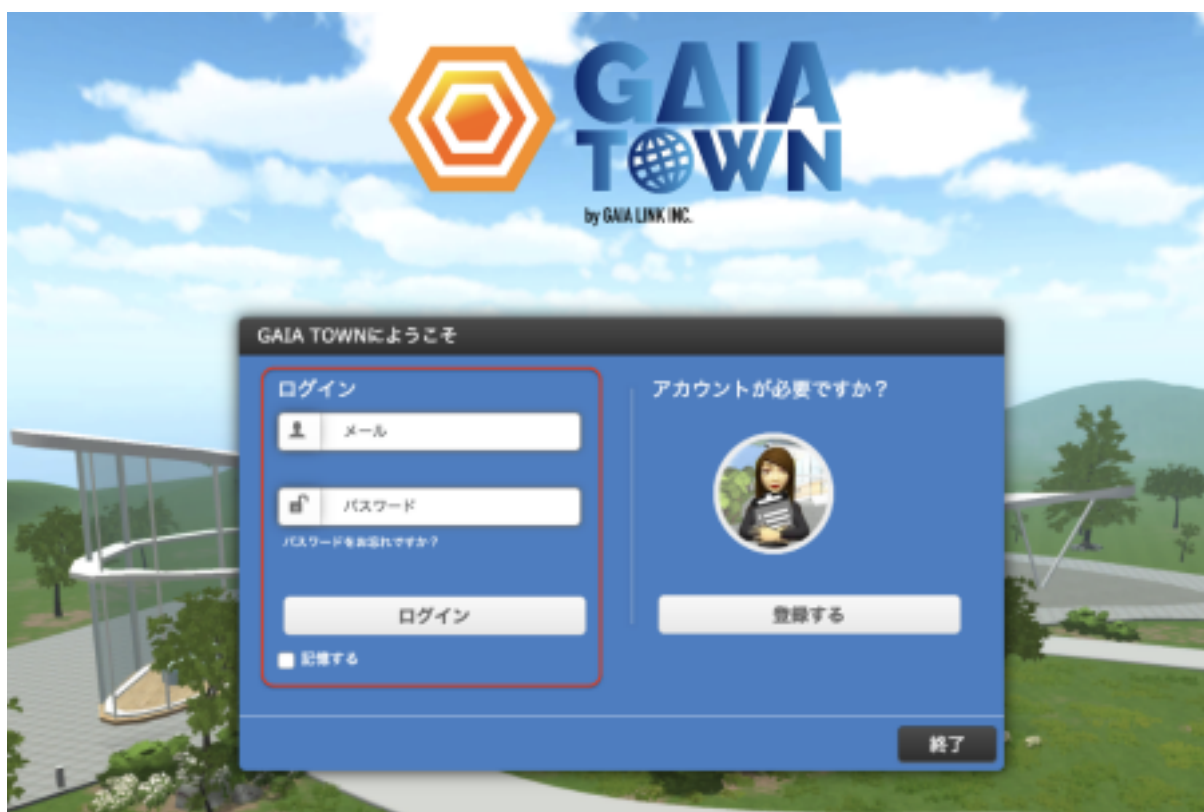 GAIA
TOWN
by GAIA LINK INC.
GAIA TOWNにようこそ
ログイン
メール
パスワード
パスワードをお忘れですか？
ログイン
記憶する
アカウントが必要ですか？
登録する
終了